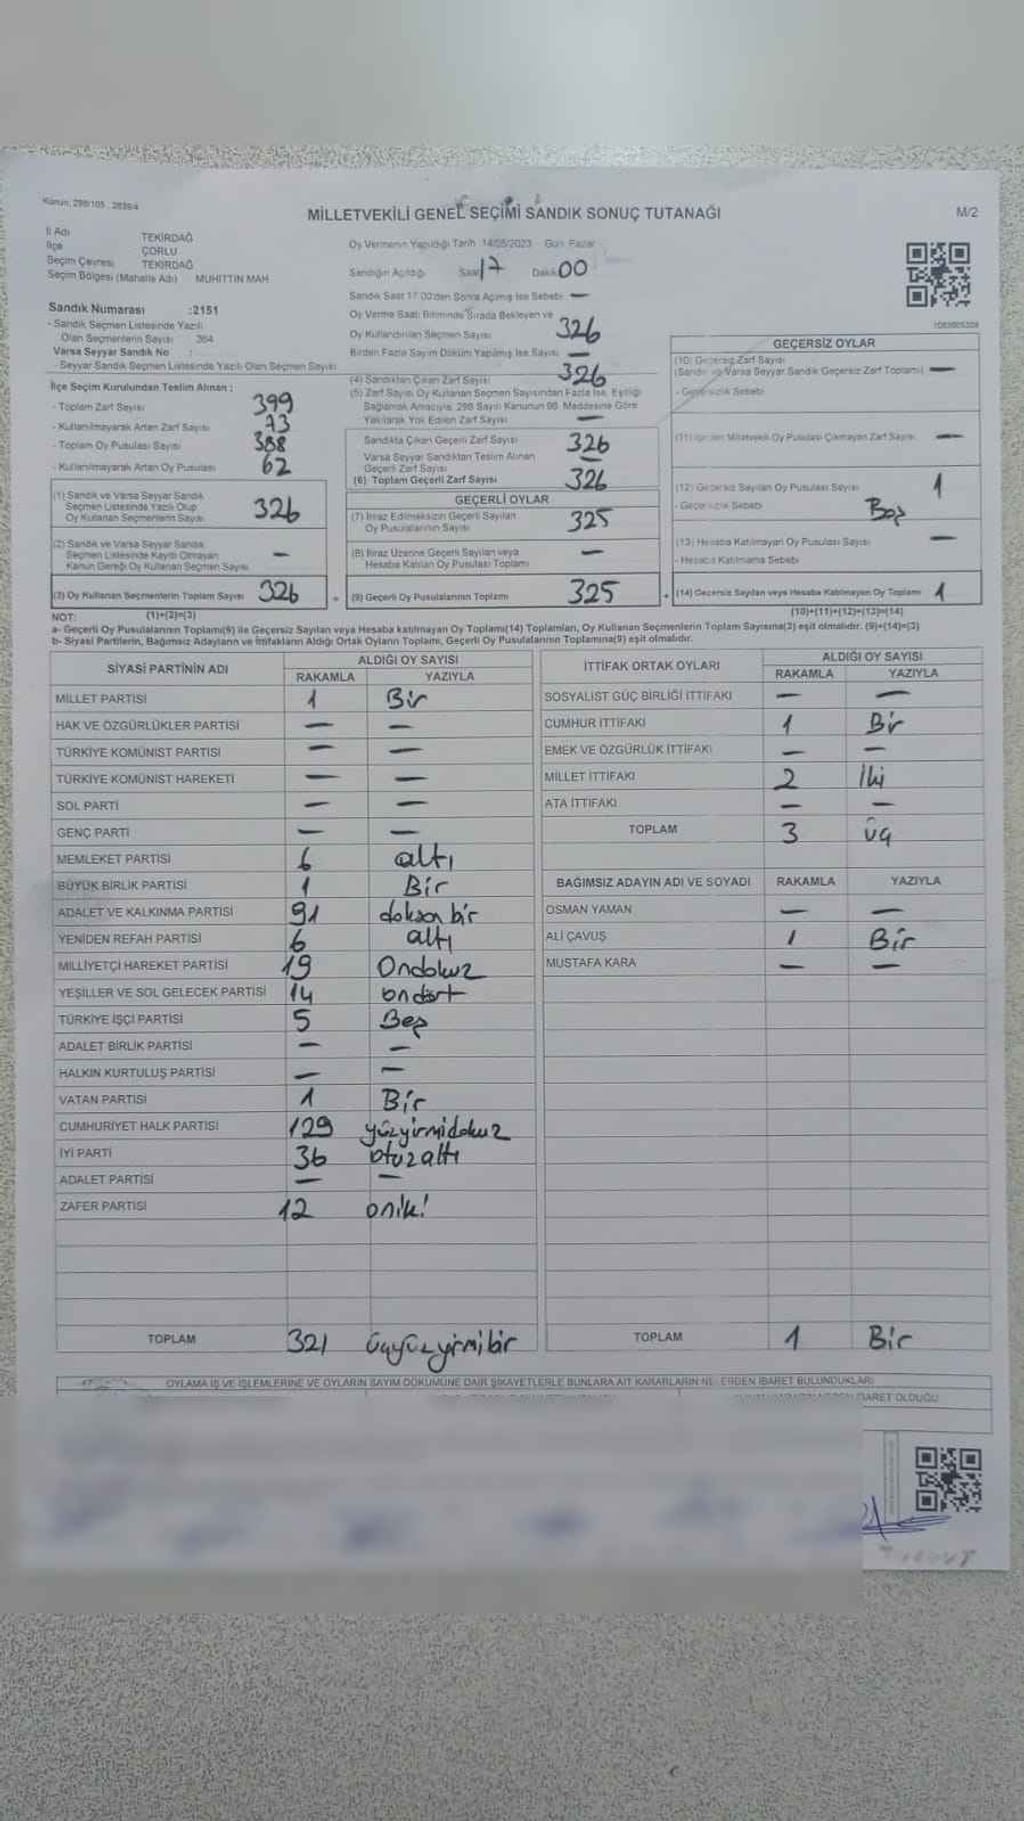 Kanun: 298/105 , 2839/4
MİLLETVEKİLİ GENEL SEÇİMİ SANDIK SONUÇ TUTANAĞI
M/2
İl Adı TEKİRDAĞ
İlçe ÇORLU
Seçim Çevresi TEKİRDAĞ
Seçim Bölgesi (Mahalle Adı) MUHİTTİN MAH
Sandık Numarası :2151
- Sandık Seçmen Listesinde Yazılı
Olan Seçmenlerin Sayısı 364
Varsa Seyyar Sandık No :
- Seyyar Sandık Seçmen Listesinde Yazılı Olan Seçmen Sayısı
Oy Vermenin Yapıldığı Tarih 14/05/2023 Gün: Pazar
Sandığın Açıldığı Saat 17 Dakika 00
Sandık Saat 17.00'den Sonra Açılmış İse Sebebi —
Oy Verme Saati Bitiminde Sırada Bekleyen ve
Oy Kullandırılan Seçmen Sayısı 326
Birden Fazla Sayım Döküm Yapılmış İse Sayısı —
İlçe Seçim Kurulundan Teslim Alınan ;
- Toplam Zarf Sayısı 399
- Kullanılmayarak Artan Zarf Sayısı 73
- Toplam Oy Pusulası Sayısı 388
- Kullanılmayarak Artan Oy Pusulası 62
(1) Sandık ve Varsa Seyyar Sandık
Seçmen Listesinde Yazılı Olup
Oy Kullanan Seçmenlerin Sayısı 326
(2) Sandık ve Varsa Seyyar Sandık
Seçmen Listesinde Kayıtlı Olmayan
Kanun Gereği Oy Kullanan Seçmen Sayısı —
(3) Oy Kullanan Seçmenlerin Toplam Sayısı 326
(4) Sandıktan Çıkan Zarf Sayısı 326
(5) Zarf Sayısı Oy Kullanan Seçmen Sayısından Fazla İse, Eşitliği
Sağlamak Amacıyla, 298 Sayılı Kanunun 98. Maddesine Göre
Yakılarak Yok Edilen Zarf Sayısı —
Sandıkta Çıkan Geçerli Zarf Sayısı 326
Varsa Seyyar Sandıktan Teslim Alınan
Geçerli Zarf Sayısı —
(6) Toplam Geçerli Zarf Sayısı 326
GEÇERLİ OYLAR
(7) İtiraz Edilmeksizin Geçerli Sayılan
Oy Pusulalarının Sayısı 325
(8) İtiraz Üzerine Geçerli Sayılan veya
Hesaba Katılan Oy Pusulası Toplamı —
+ (9) Geçerli Oy Pusulalarının Toplamı 325
GEÇERSİZ OYLAR
(10) Geçersiz Zarf Sayısı
(Sandık ve Varsa Seyyar Sandık Geçersiz Zarf Toplamı) —
- Geçersizlik Sebebi
(11) İçinden Milletvekili Oy Pusulası Çıkmayan Zarf Sayısı —
(12) Geçersiz Sayılan Oy Pusulası Sayısı 1
- Geçersizlik Sebebi Boş
(13) Hesaba Katılmayan Oy Pusulası Sayısı —
- Hesaba Katılmama Sebebi
+ (14) Geçersiz Sayılan veya Hesaba Katılmayan Oy Toplamı 1
NOT: (1)+(2)=(3) (10)+(11)+(12)+(13)=(14)
a- Geçerli Oy Pusulalarının Toplamı(9) ile Geçersiz Sayılan veya Hesaba katılmayan Oy Toplamı(14) Toplamları, Oy Kullanan Seçmenlerin Toplam Sayısına(3) eşit olmalıdır. (9)+(14)=(3)
b- Siyasi Partilerin, Bağımsız Adayların ve İttifakların Aldığı Ortak Oyların Toplamı, Geçerli Oy Pusulalarının Toplamına(9) eşit olmalıdır.
SİYASİ PARTİNİN ADI ALDIĞI OY SAYISI
RAKAMLA YAZIYLA
MİLLET PARTİSİ 1 Bir
HAK VE ÖZGÜRLÜKLER PARTİSİ — —
TÜRKİYE KOMÜNİST PARTİSİ — —
TÜRKİYE KOMÜNİST HAREKETİ — —
SOL PARTİ — —
GENÇ PARTİ — —
MEMLEKET PARTİSİ 6 altı
BÜYÜK BİRLİK PARTİSİ 1 Bir
ADALET VE KALKINMA PARTİSİ 91 doksan bir
YENİDEN REFAH PARTİSİ 6 altı
MİLLİYETÇİ HAREKET PARTİSİ 19 Ondokuz
YEŞİLLER VE SOL GELECEK PARTİSİ 14 ondört
TÜRKİYE İŞÇİ PARTİSİ 5 Beş
ADALET BİRLİK PARTİSİ — —
HALKIN KURTULUŞ PARTİSİ — —
VATAN PARTİSİ 1 Bir
CUMHURİYET HALK PARTİSİ 129 yüzyirmidokuz
İYİ PARTİ 36 otuzaltı
ADALET PARTİSİ — —
ZAFER PARTİSİ 12 oniki
TOPLAM 321 üçyüzyirmibir
İTTİFAK ORTAK OYLARI ALDIĞI OY SAYISI
RAKAMLA YAZIYLA
SOSYALİST GÜÇ BİRLİĞİ İTTİFAKI — —
CUMHUR İTTİFAKI 1 Bir
EMEK VE ÖZGÜRLÜK İTTİFAKI — —
MİLLET İTTİFAKI 2 İki
ATA İTTİFAKI — —
TOPLAM 3 üç
BAĞIMSIZ ADAYIN ADI VE SOYADI RAKAMLA YAZIYLA
OSMAN YAMAN — —
ALİ ÇAVUŞ 1 Bir
MUSTAFA KARA — —
TOPLAM 1 Bir
OYLAMA İŞ VE İŞLEMLERİNE VE OYLARIN SAYIM DÖKÜMÜNE DAİR ŞİKAYETLERLE BUNLARA AİT KARARLARIN NELERDEN İBARET BULUNDUKLARI
İBARET OLDUĞU